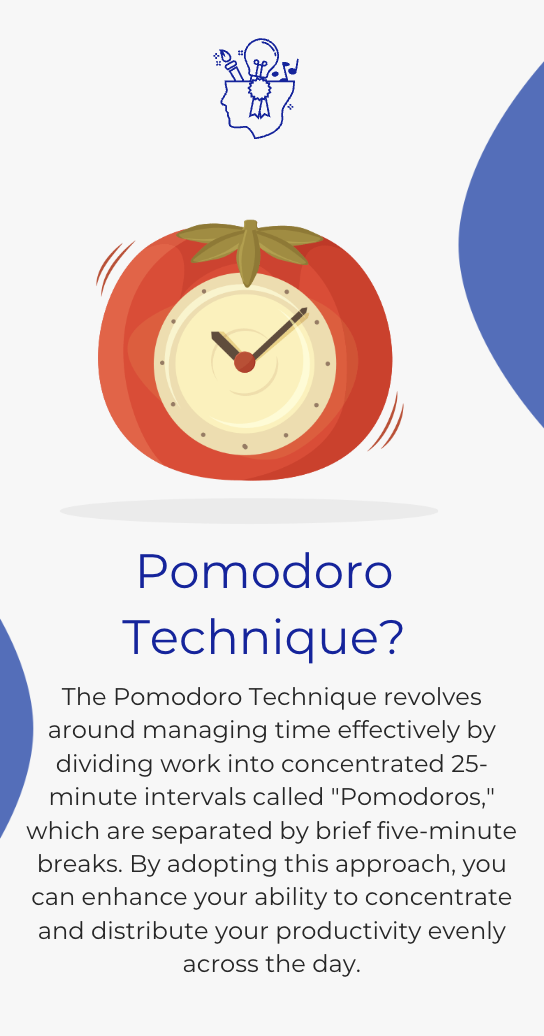 Pomodoro
Technique?
The Pomodoro Technique revolves
around managing time effectively by
dividing work into concentrated 25-
minute intervals called "Pomodoros,"
which are separated by brief five-minute
breaks. By adopting this approach, you
can enhance your ability to concentrate
and distribute your productivity evenly
across the day.